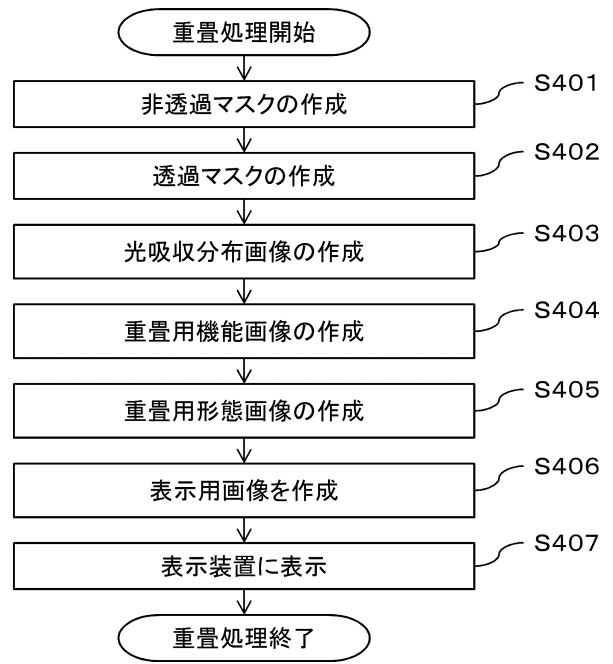 重畳処理開始
非透過マスクの作成
S401
透過マスクの作成
S402
光吸収分布画像の作成
S403
重畳用機能画像の作成
S404
重畳用形態画像の作成
S405
表示用画像を作成
S406
表示装置に表示
S407
重畳処理終了